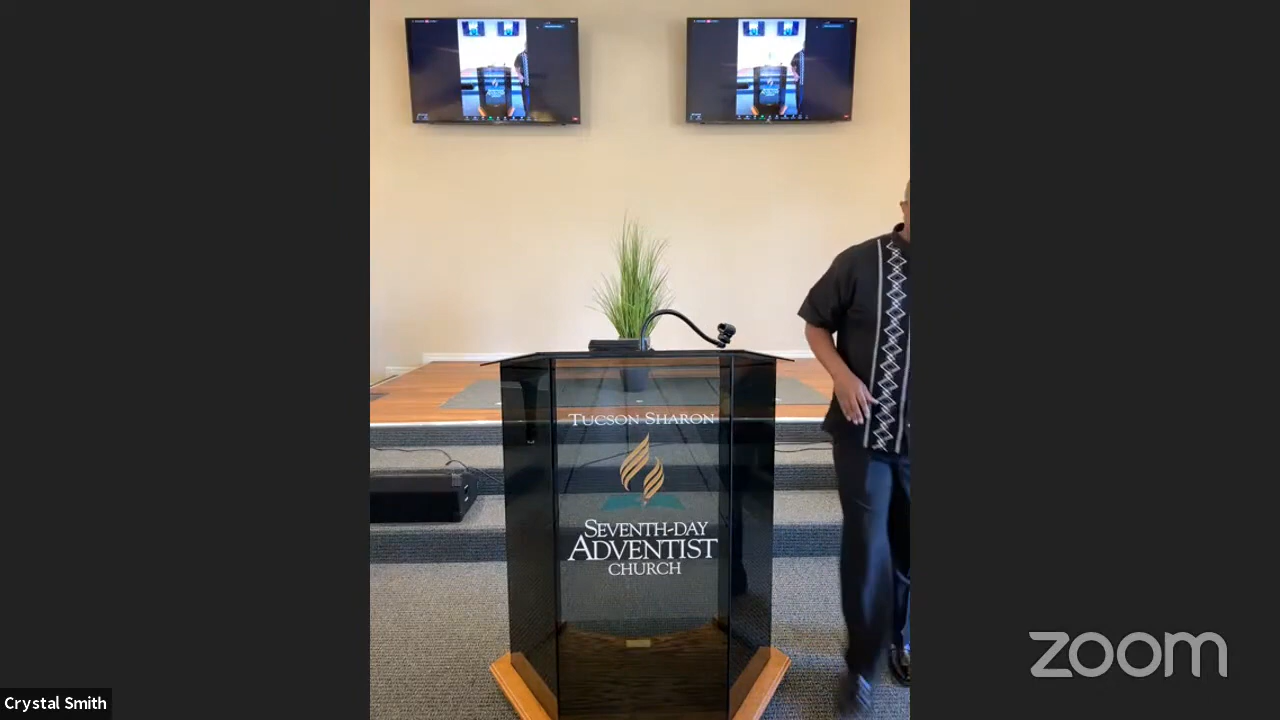 TUCSON SHARON
SEVENTH-DAY
ADVENTIST
CHURCH
zoom
Crystal Smith